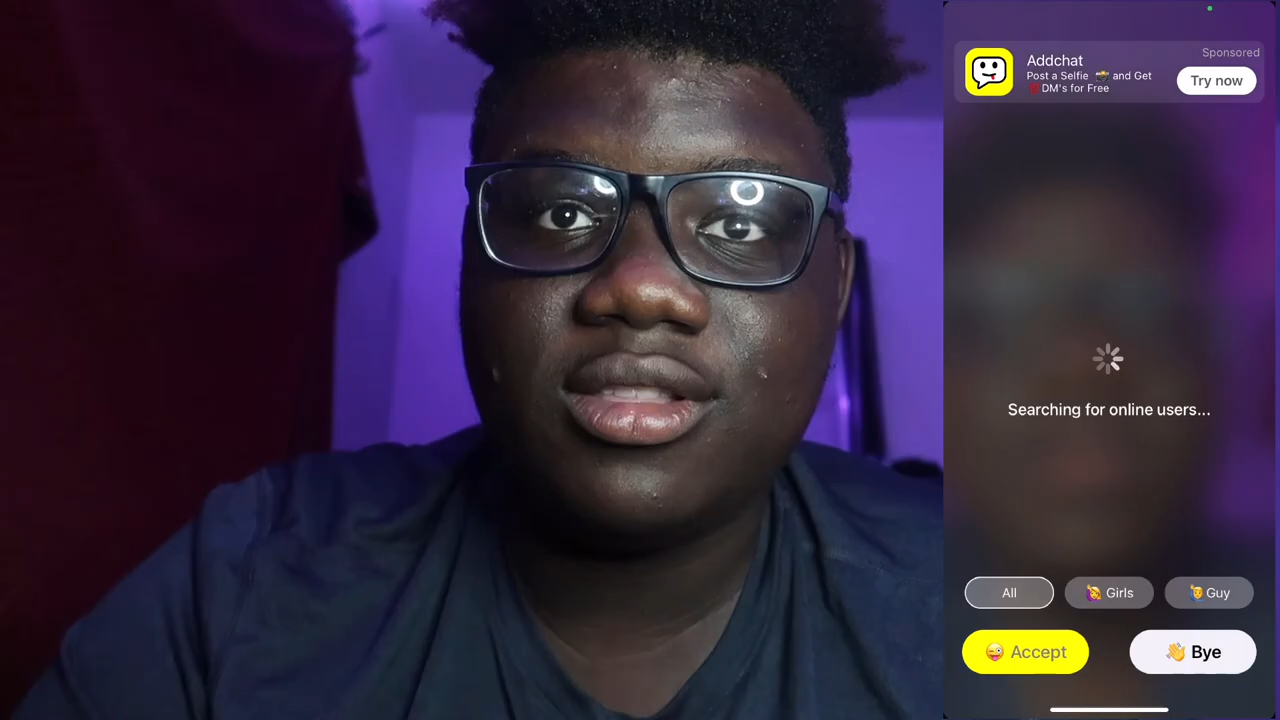 Sponsored
Addchat
Post a Selfie 📸 and Get
💯DM's for Free
Try now
Searching for online users...
All
🙋‍♀️ Girls
🙋‍♂️ Guy
😜 Accept
👋 Bye